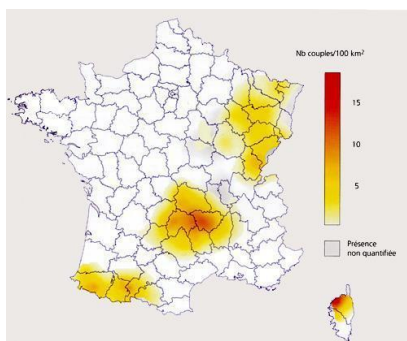 Nb couples/100 km²
15
10
5
Présence
non quantifiée